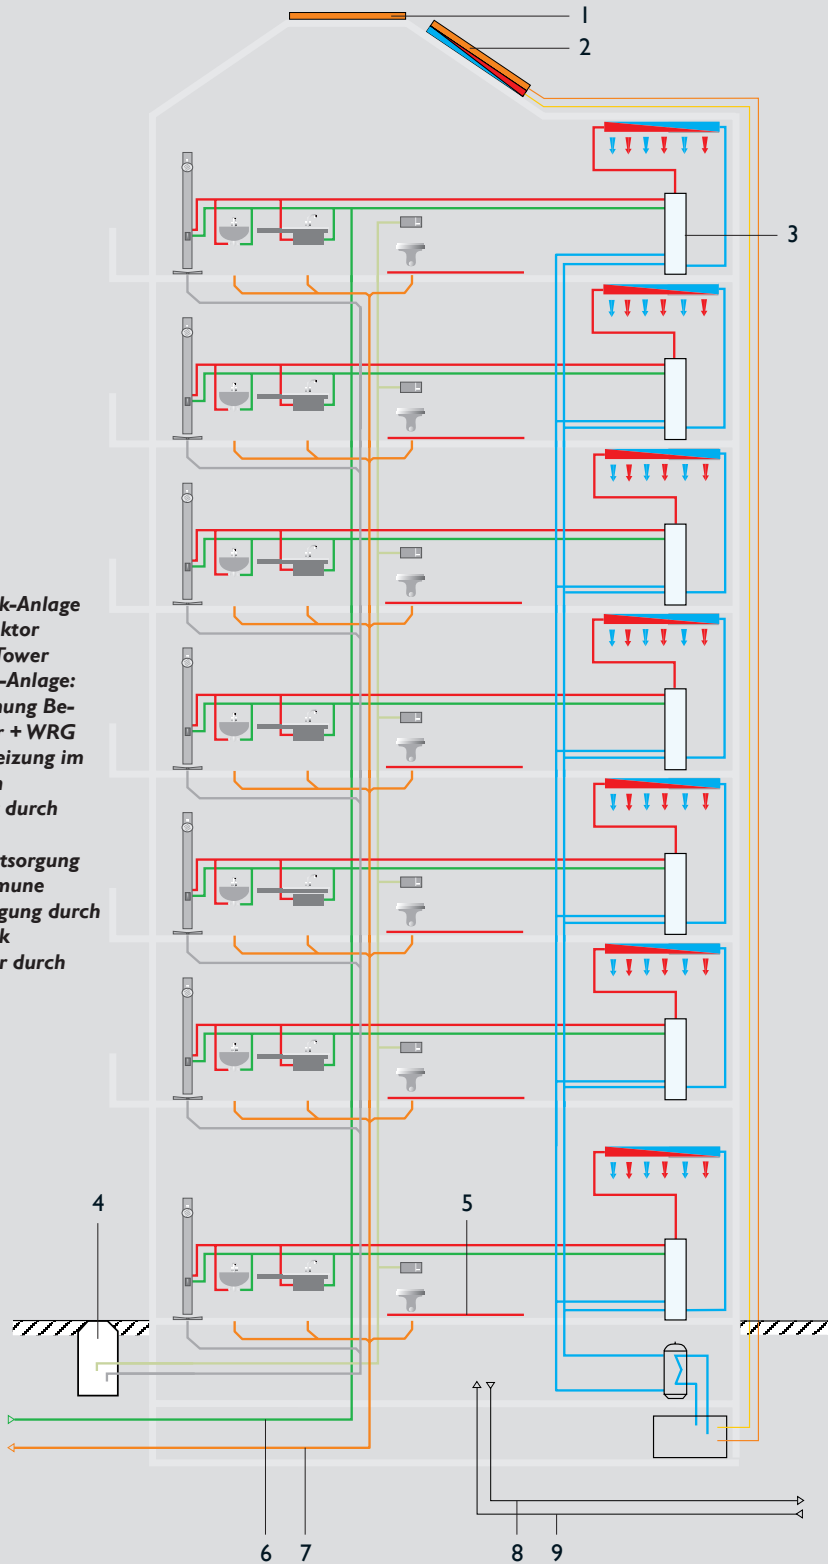 1
2
3
k-Anlage
ktor
Tower
-Anlage:
nung Be-
r + WRG
eizung im
n
durch
tsorgung
mune
gung durch
k
r durch
4
5
6
7
8
9